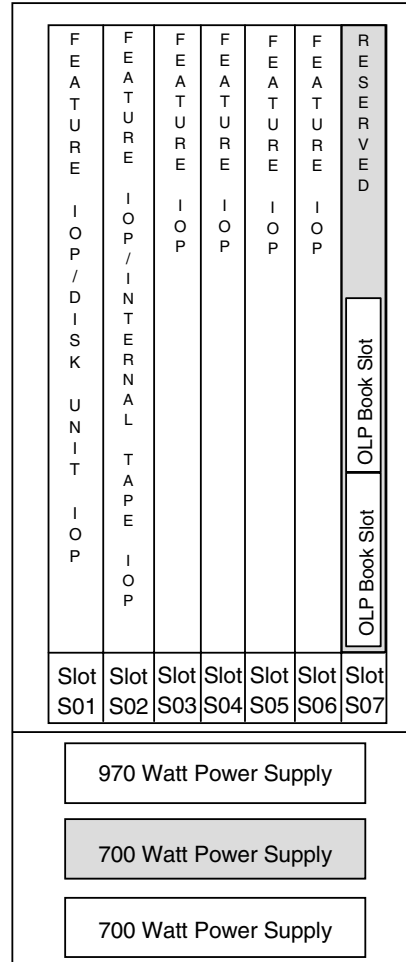 FEATURE IOP/DISK UNIT IOP
FEATURE IOP/INTERNAL TAPE IOP
FEATURE IOP
FEATURE IOP
FEATURE IOP
FEATURE IOP
RESERVED
OLP Book Slot
OLP Book Slot
Slot S01
Slot S02
Slot S03
Slot S04
Slot S05
Slot S06
Slot S07
970 Watt Power Supply
700 Watt Power Supply
700 Watt Power Supply